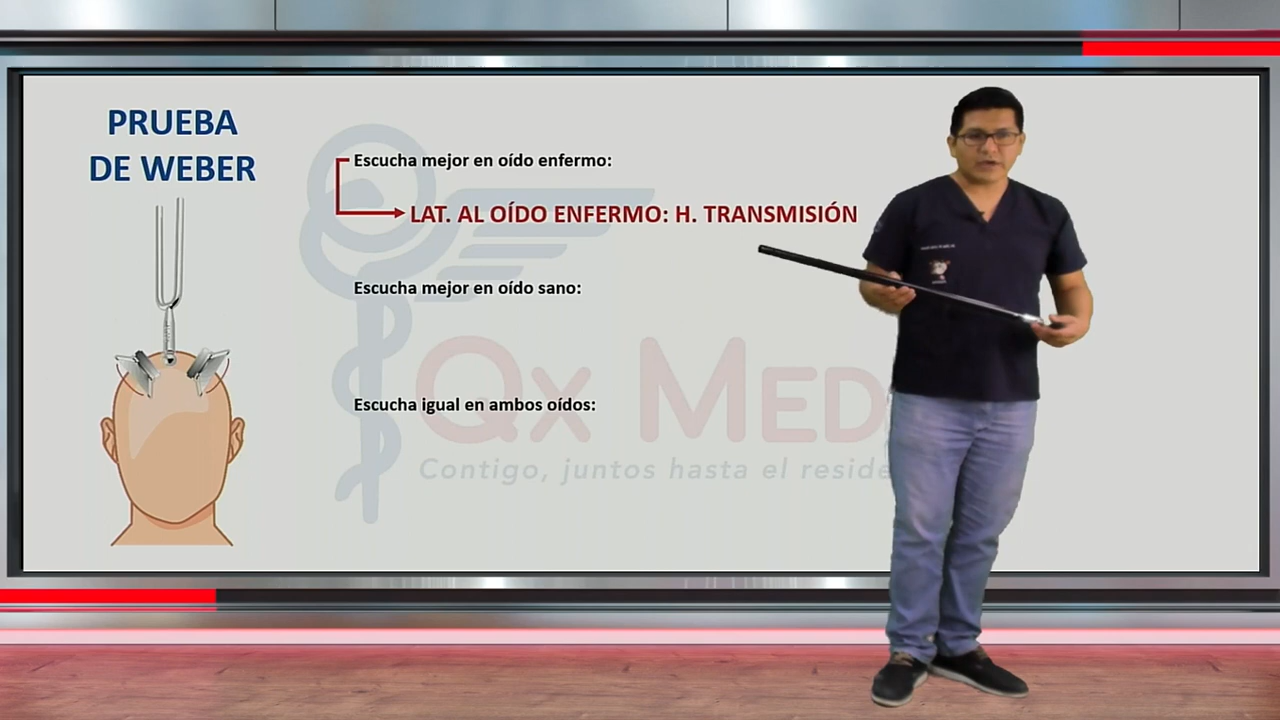 PRUEBA
DE WEBER
Escucha mejor en oído enfermo:
LAT. AL OÍDO ENFERMO: H. TRANSMISIÓN
Escucha mejor en oído sano:
Escucha igual en ambos oídos:
Qx MED
Contigo, juntos hasta el reside